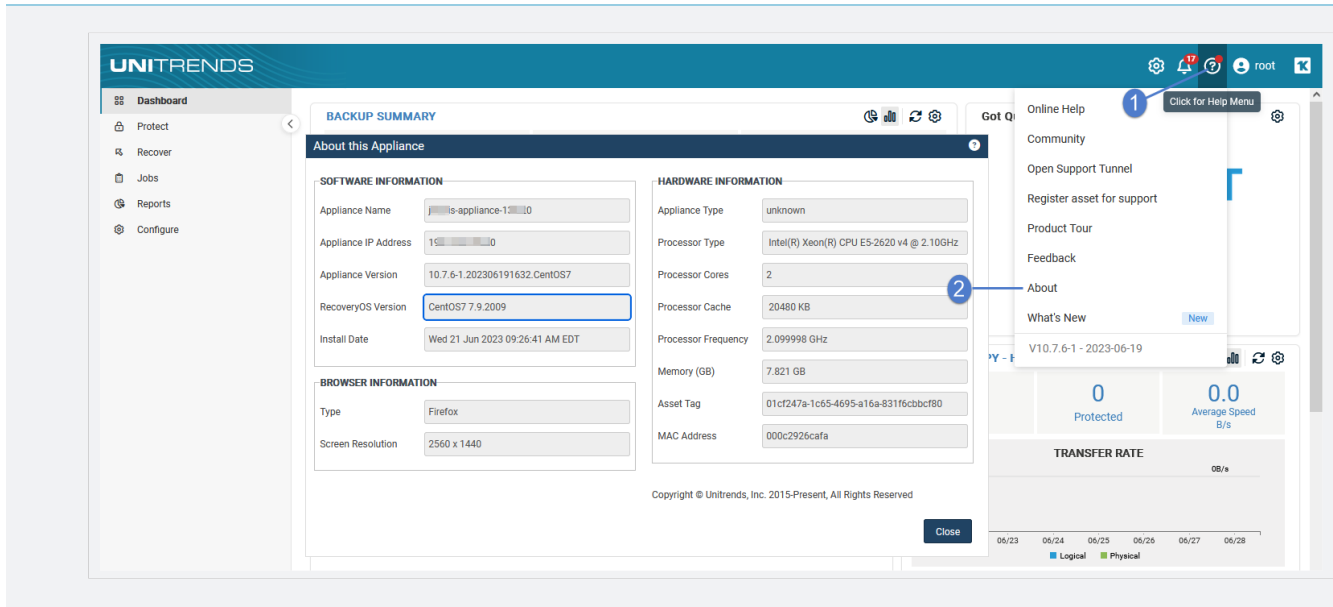 UNITRENDS
17
root
Dashboard
Protect
Recover
Jobs
Reports
Configure
BACKUP SUMMARY
Got Qu
1
Click for Help Menu
Online Help
Community
Open Support Tunnel
Register asset for support
Product Tour
Feedback
2
About
What's New New
V10.7.6-1 - 2023-06-19
About this Appliance
SOFTWARE INFORMATION
Appliance Name
Appliance IP Address
Appliance Version 10.7.6-1.202306191632.CentOS7
RecoveryOS Version CentOS7 7.9.2009
Install Date Wed 21 Jun 2023 09:26:41 AM EDT
BROWSER INFORMATION
Type Firefox
Screen Resolution 2560 x 1440
HARDWARE INFORMATION
Appliance Type unknown
Processor Type Intel(R) Xeon(R) CPU E5-2620 v4 @ 2.10GHz
Processor Cores 2
Processor Cache 20480 KB
Processor Frequency 2.099998 GHz
Memory (GB) 7.821 GB
Asset Tag 01cf247a-1c65-4695-a16a-831f6cbbcf80
MAC Address 000c2926cafa
Copyright © Unitrends, Inc. 2015-Present, All Rights Reserved
Close
0
Protected
0.0
Average Speed
B/s
TRANSFER RATE
0B/s
06/23 06/24 06/25 06/26 06/27 06/28
Logical Physical